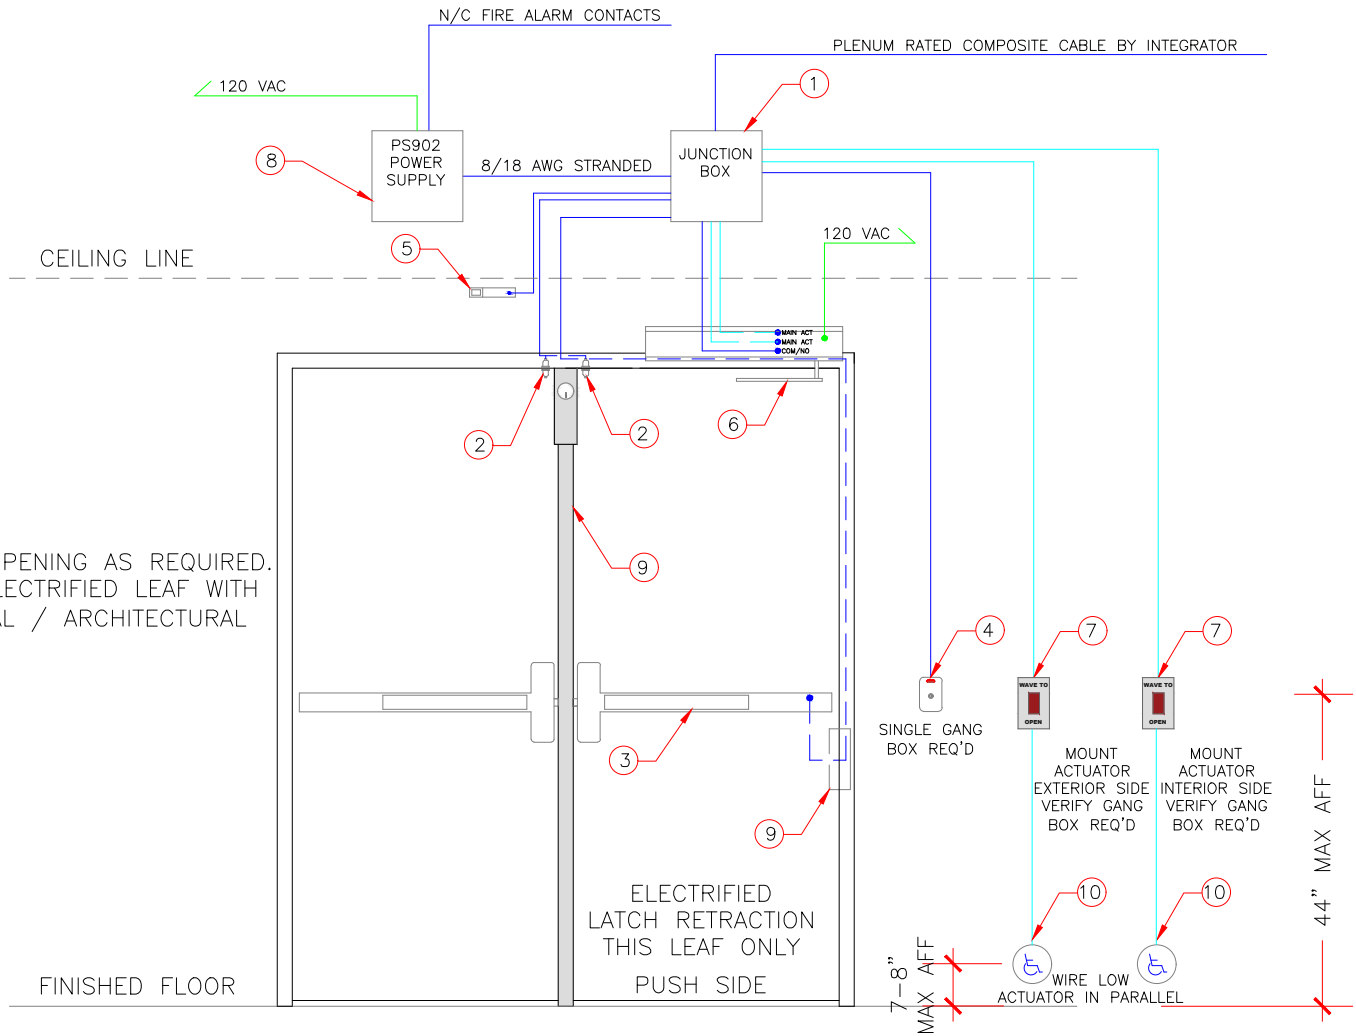 N/C FIRE ALARM CONTACTS
PLENUM RATED COMPOSITE CABLE BY INTEGRATOR
120 VAC
1
PS902
POWER
SUPPLY
8
8/18 AWG STRANDED
JUNCTION
BOX
5
120 VAC
CEILING LINE
MAIN ACT
MAIN ACT
COM/NO
2
2
6
9
PENING AS REQUIRED.
LECTRIFIED LEAF WITH
AL / ARCHITECTURAL
4
7
7
WAVE TO
OPEN
WAVE TO
OPEN
SINGLE GANG
BOX REQ'D
3
MOUNT
ACTUATOR
EXTERIOR SIDE
VERIFY GANG
BOX REQ'D
MOUNT
ACTUATOR
INTERIOR SIDE
VERIFY GANG
BOX REQ'D
9
44" MAX AFF
10
10
ELECTRIFIED
LATCH RETRACTION
THIS LEAF ONLY
PUSH SIDE
7-8"
MAX AFF
WIRE LOW
ACTUATOR IN PARALLEL
FINISHED FLOOR